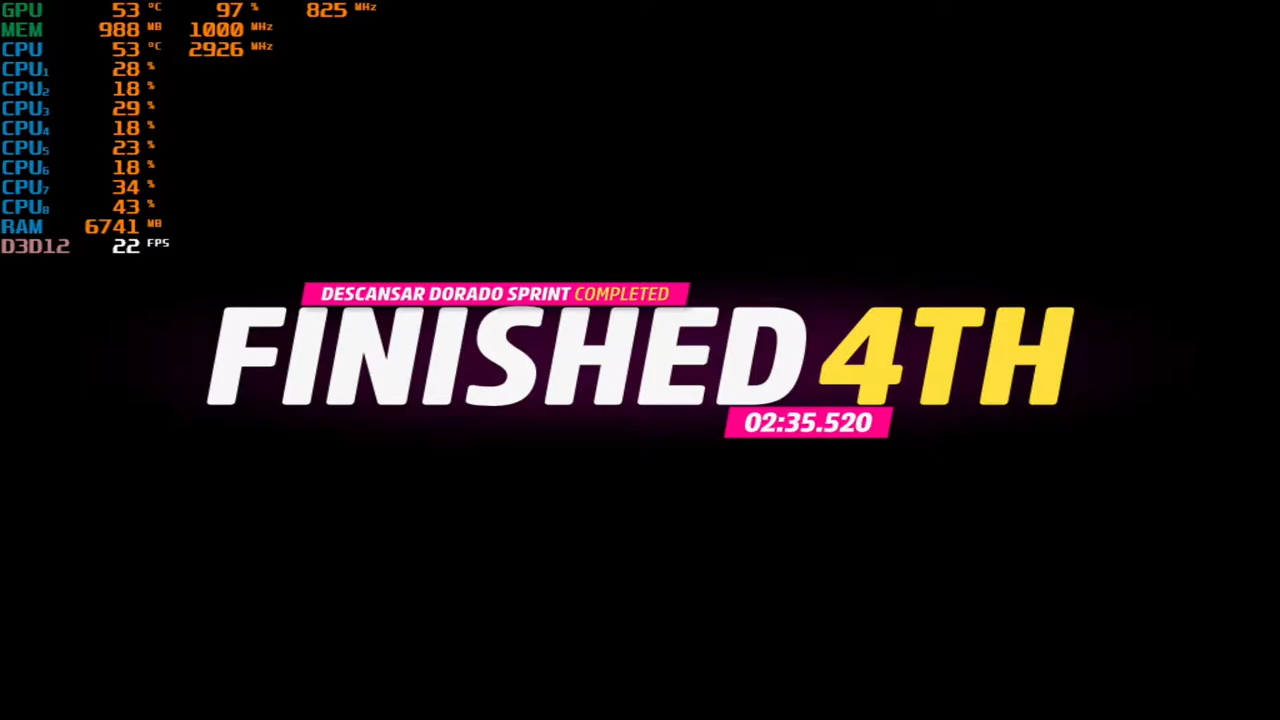 GPU 53 °C 97 % 825 MHz
MEM 988 MB 1000 MHz
CPU 53 °C 2926 MHz
CPU1 28 %
CPU2 18 %
CPU3 29 %
CPU4 18 %
CPU5 23 %
CPU6 18 %
CPU7 34 %
CPU8 43 %
RAM 6741 MB
D3D12 22 FPS
DESCANSAR DORADO SPRINT COMPLETED
FINISHED 4TH
02:35.520